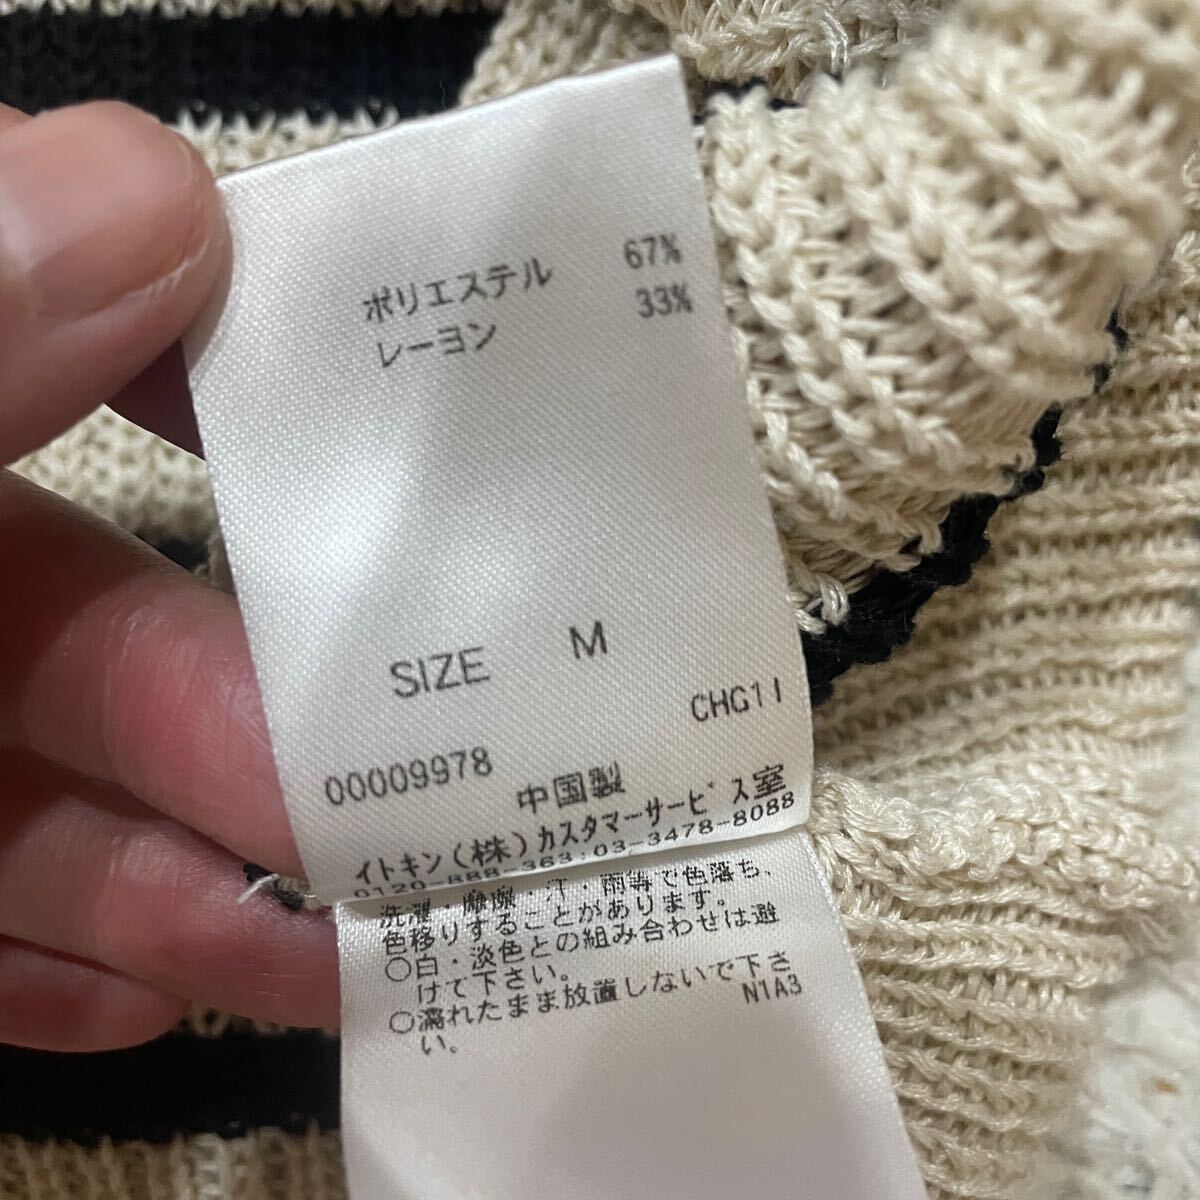 ポリエステル 67%
レーヨン 33%
SIZE M
CHG11
00009978
中国製
イトキン(株)カスタマーサービス室
0120-888-363:03-3478-8088
洗濯・摩擦・汗・雨等で色落ち、
色移りすることがあります。
○白・淡色との組み合わせは避
けて下さい。
○濡れたまま放置しないで下さ
い。
N1A3